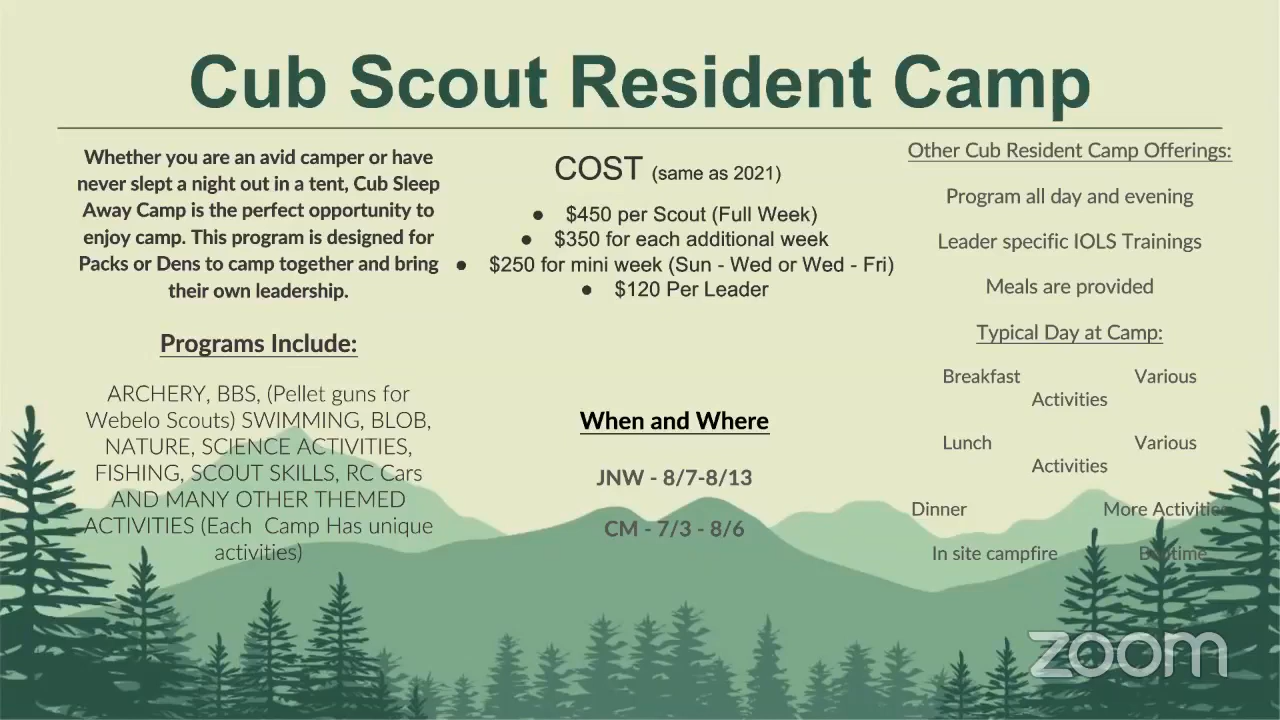 Cub Scout Resident Camp
Whether you are an avid camper or have
never slept a night out in a tent, Cub Sleep
Away Camp is the perfect opportunity to
enjoy camp. This program is designed for
Packs or Dens to camp together and bring
their own leadership.
Programs Include:
ARCHERY, BBS, (Pellet guns for
Webelo Scouts) SWIMMING, BLOB,
NATURE, SCIENCE ACTIVITIES,
FISHING, SCOUT SKILLS, RC Cars
AND MANY OTHER THEMED
ACTIVITIES (Each Camp Has unique
activities)
COST (same as 2021)
● $450 per Scout (Full Week)
● $350 for each additional week
● $250 for mini week (Sun - Wed or Wed - Fri)
● $120 Per Leader
When and Where
JNW - 8/7-8/13
CM - 7/3 - 8/6
Other Cub Resident Camp Offerings:
Program all day and evening
Leader specific IOLS Trainings
Meals are provided
Typical Day at Camp:
Breakfast Various
Activities
Lunch Various
Activities
Dinner More Activities
In site campfire Bedtime
zoom